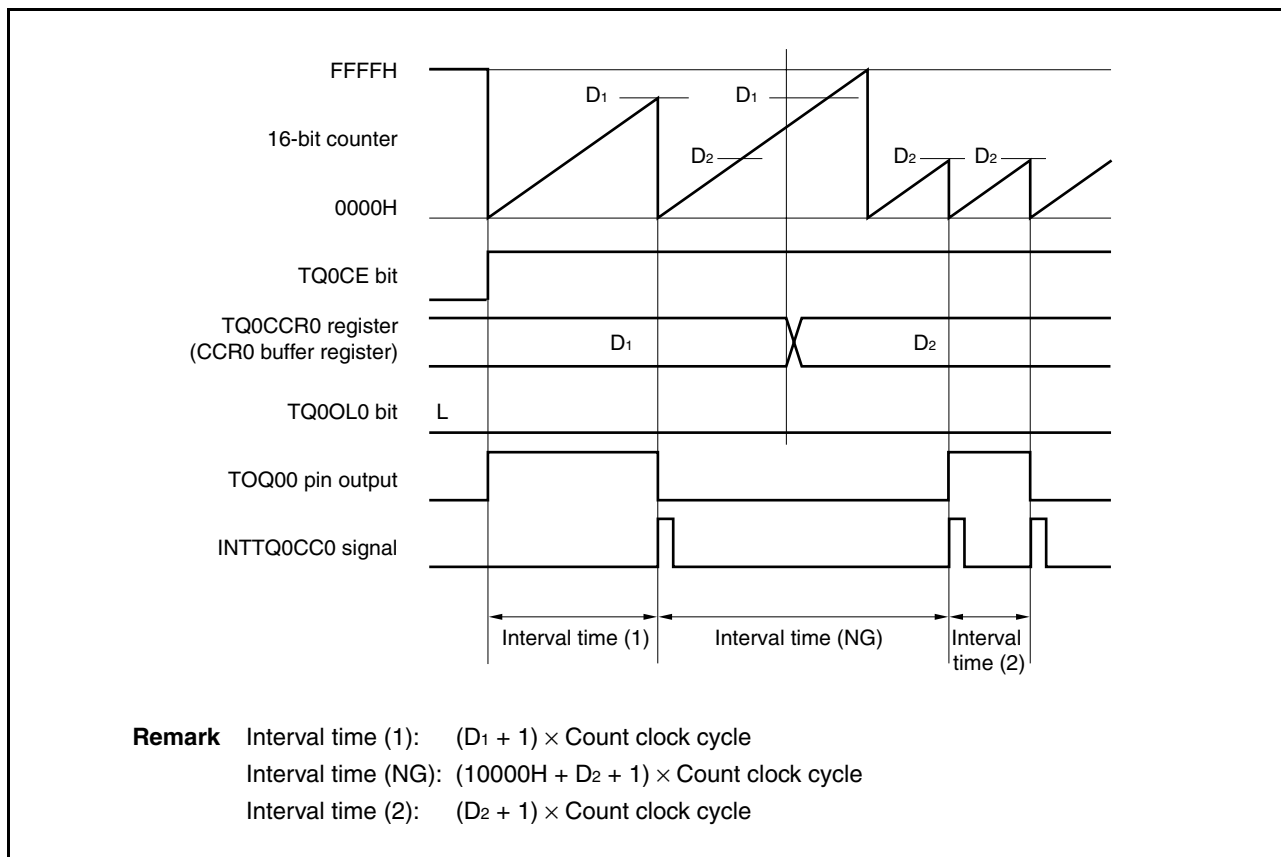 FFFFH
D1 D1
16-bit counter
D2 D2 D2
0000H
TQ0CE bit
TQ0CCR0 register
(CCR0 buffer register)
D1 D2
TQ0OL0 bit L
TOQ00 pin output
INTTQ0CC0 signal
Interval time (1) Interval time (NG) Interval
time (2)
Remark Interval time (1): (D1 + 1) × Count clock cycle
Interval time (NG): (10000H + D2 + 1) × Count clock cycle
Interval time (2): (D2 + 1) × Count clock cycle